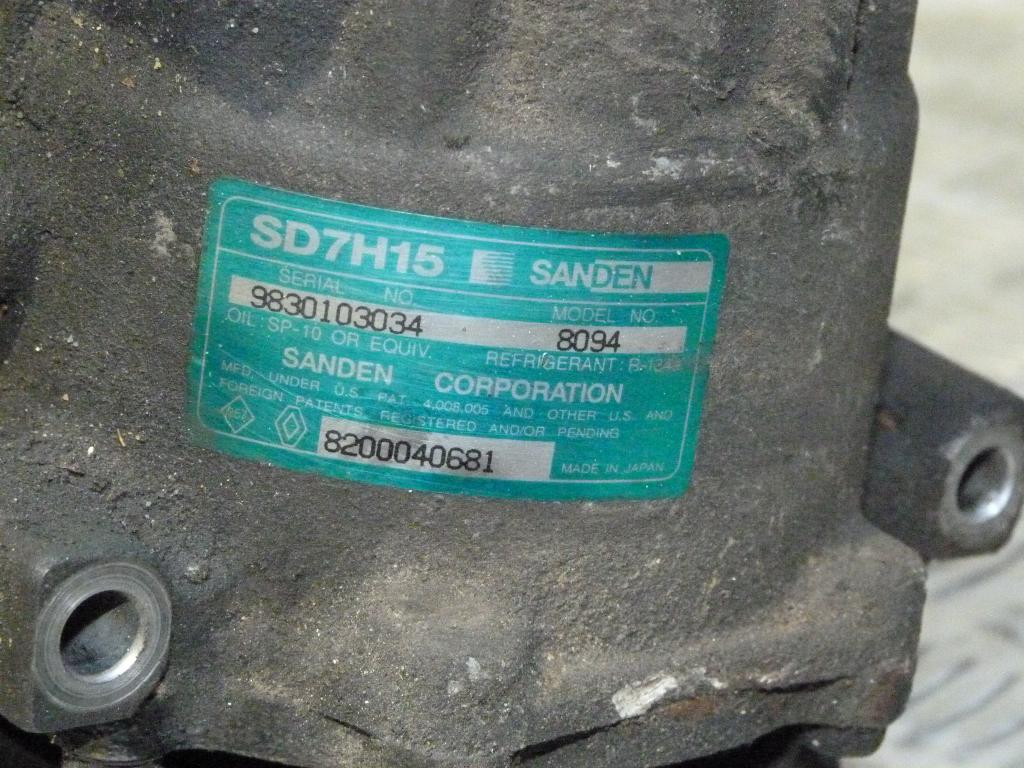 SD7H15 SANDEN
SERIAL NO.
9830103034
MODEL NO.
8094
OIL: SP-10 OR EQUIV.
REFRIGERANT:
SANDEN CORPORATION
MFD. UNDER U.S. PAT. 4,008,005 AND OTHER U.S. AND
FOREIGN PATENTS REGISTERED AND/OR PENDING
8200040681
MADE IN JAPAN